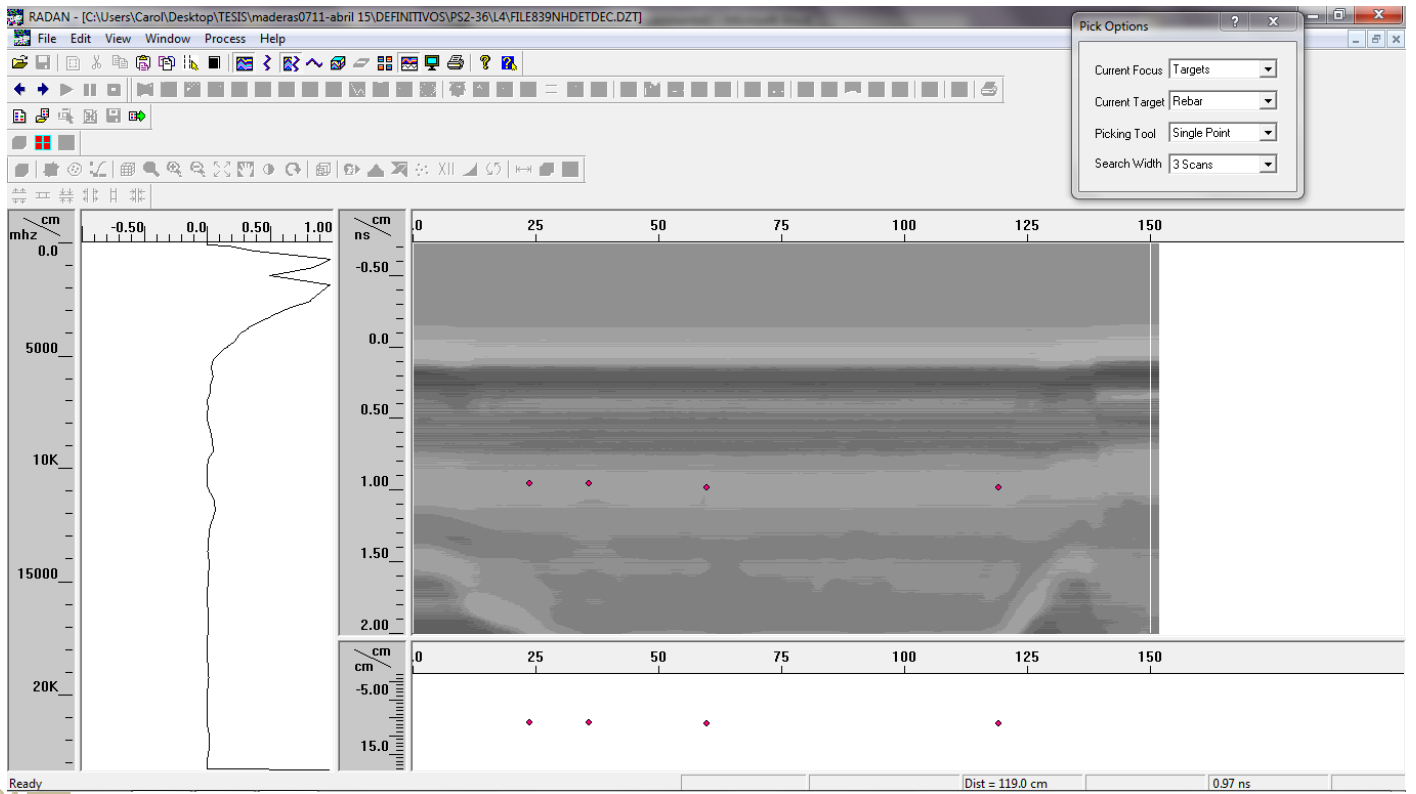 RADAN - [C:\Users\Carol\Desktop\TESIS\maderas0711-abril 15\DEFINITIVOS\PS2-36\L4\FILE839NHDETDEC.DZT]
File Edit View Window Process Help
Pick Options
Current Focus Targets
Current Target Rebar
Picking Tool Single Point
Search Width 3 Scans
XII
cm
mhz
-0.50 0.0 0.50 1.00
cm
ns
.0 25 50 75 100 125 150
0.0
5000
10K
15000
20K
-0.50
0.0
0.50
1.00
1.50
2.00
cm
cm
.0 25 50 75 100 125 150
-5.00
15.0
Ready
Dist = 119.0 cm
0.97 ns